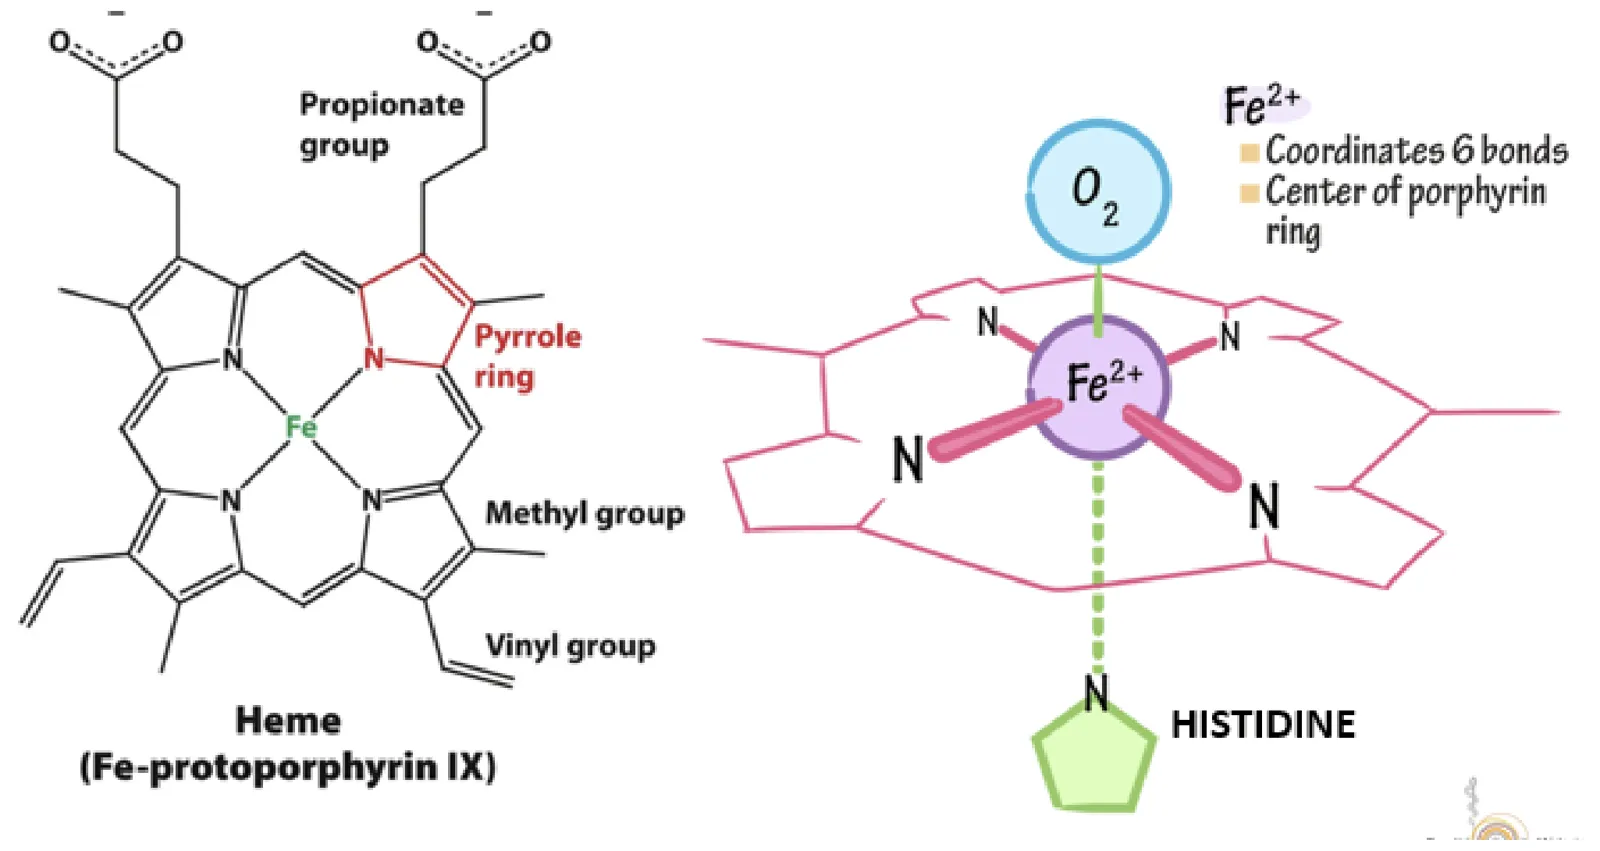 O O
O O
Propionate
group
Pyrrole
ring
N
N
Fe
N
N
Methyl group
Vinyl group
Heme
(Fe-protoporphyrin IX)
Fe²⁺
Coordinates 6 bonds
Center of porphyrin
ring
O₂
N
N
Fe²⁺
N
N
N
HISTIDINE